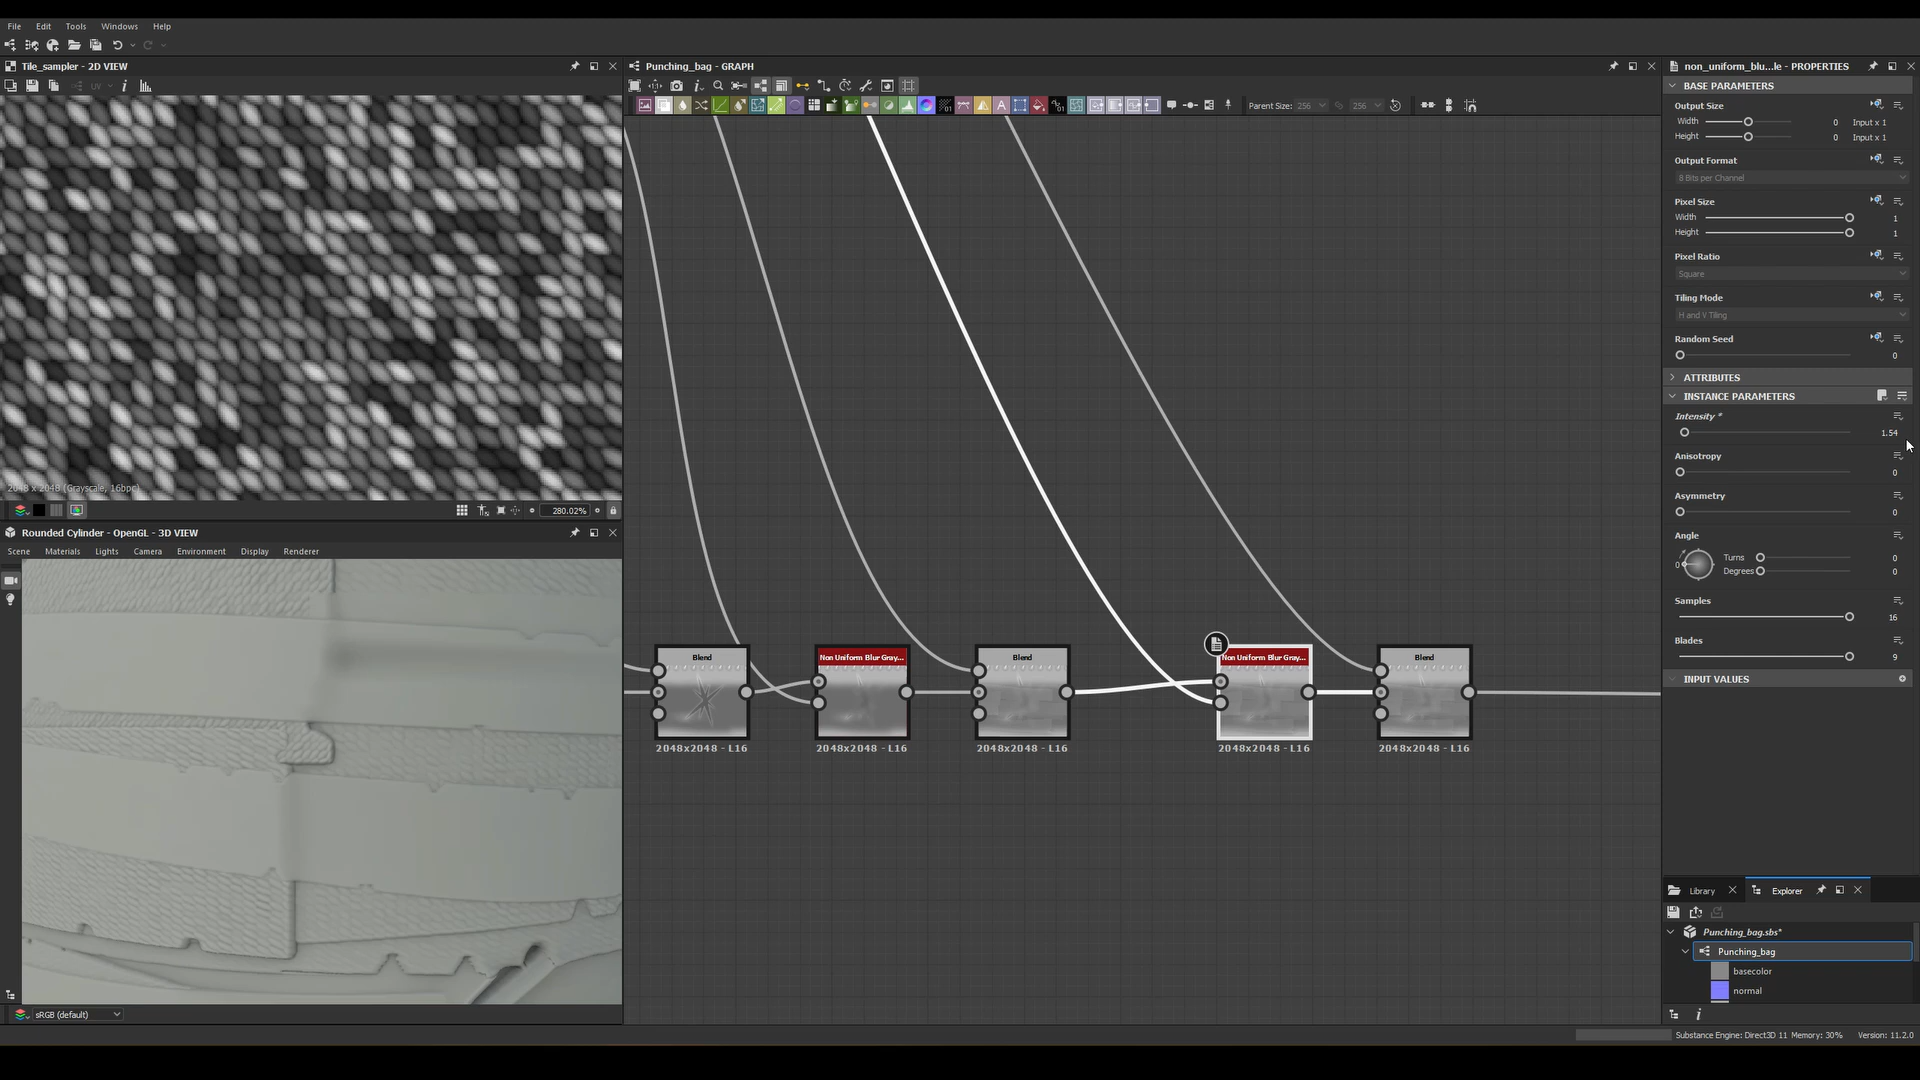 File Edit Tools Windows Help
Tile_sampler - 2D VIEW
2048 x 2048 (Grayscale, 16bpc)
280.02%
Rounded Cylinder - OpenGL - 3D VIEW
Scene Materials Lights Camera Environment Display Renderer
sRGB (default)
Punching_bag - GRAPH
Parent Size: 256 256
Blend
2048x2048 - L16
Non Uniform Blur Gray...
2048x2048 - L16
Blend
2048x2048 - L16
Non Uniform Blur Gray...
2048x2048 - L16
Blend
2048x2048 - L16
non_uniform_blu...le - PROPERTIES
BASE PARAMETERS
Output Size
Width 0 Input x 1
Height 0 Input x 1
Output Format
8 Bits per Channel
Pixel Size
Width 1
Height 1
Pixel Ratio
Square
Tiling Mode
H and V Tiling
Random Seed
0
ATTRIBUTES
INSTANCE PARAMETERS
Intensity *
1.54
Anisotropy
0
Asymmetry
0
Angle
0 Turns 0
Degrees 0
Samples
16
Blades
9
INPUT VALUES
Library Explorer
Punching_bag.sbs*
Punching_bag
basecolor
normal
Substance Engine: Direct3D 11 Memory: 30% Version: 11.2.0